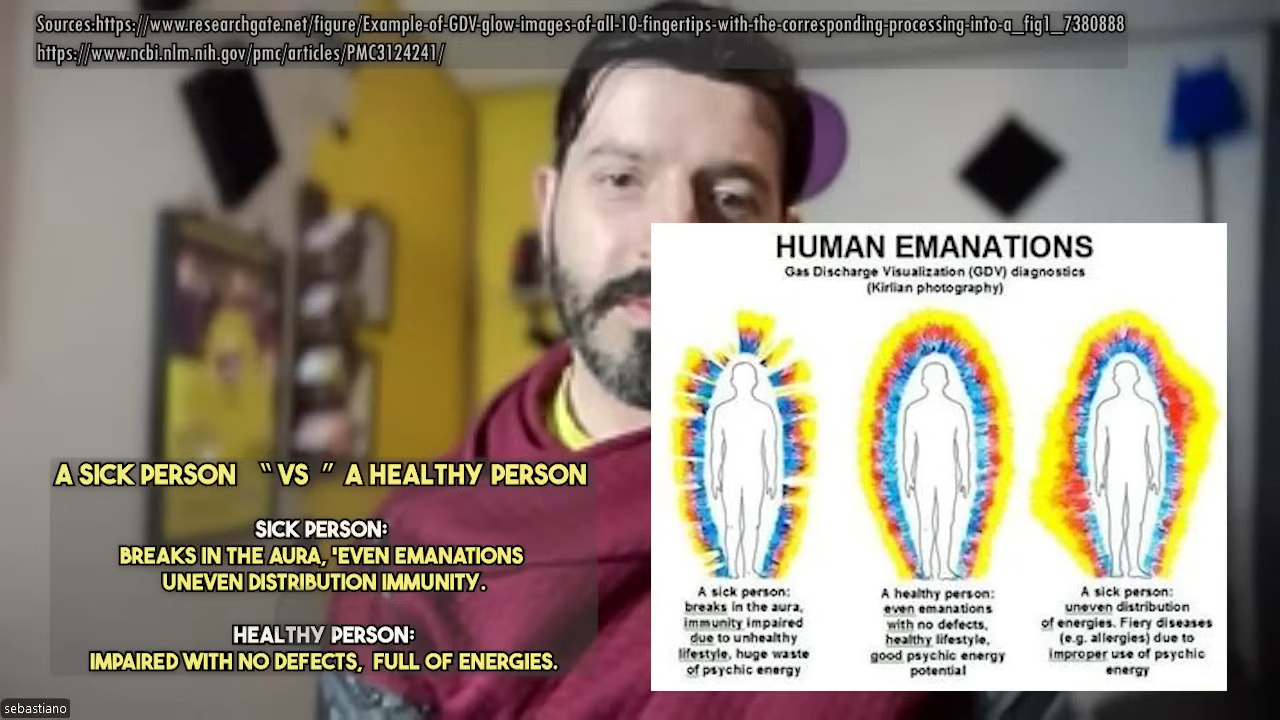 Sources:https://www.researchgate.net/figure/Example-of-GDV-glow-images-of-all-10-fingertips-with-the-corresponding-processing-into-a_fig1_7380888
https://www.ncbi.nlm.nih.gov/pmc/articles/PMC3124241/
HUMAN EMANATIONS
Gas Discharge Visualization (GDV) diagnostics
(Kirlian photography)
A sick person:
breaks in the aura,
immunity impaired
due to unhealthy
lifestyle, huge waste
of psychic energy
A healthy person:
even emanations
with no defects,
healthy lifestyle,
good psychic energy
potential
A sick person:
uneven distribution
of energies. Fiery diseases
(e.g. allergies) due to
improper use of psychic
energy
A SICK PERSON " VS " A HEALTHY PERSON
SICK PERSON:
BREAKS IN THE AURA, 'EVEN EMANATIONS
UNEVEN DISTRIBUTION IMMUNITY.
HEALTHY PERSON:
IMPAIRED WITH NO DEFECTS, FULL OF ENERGIES.
sebastiano